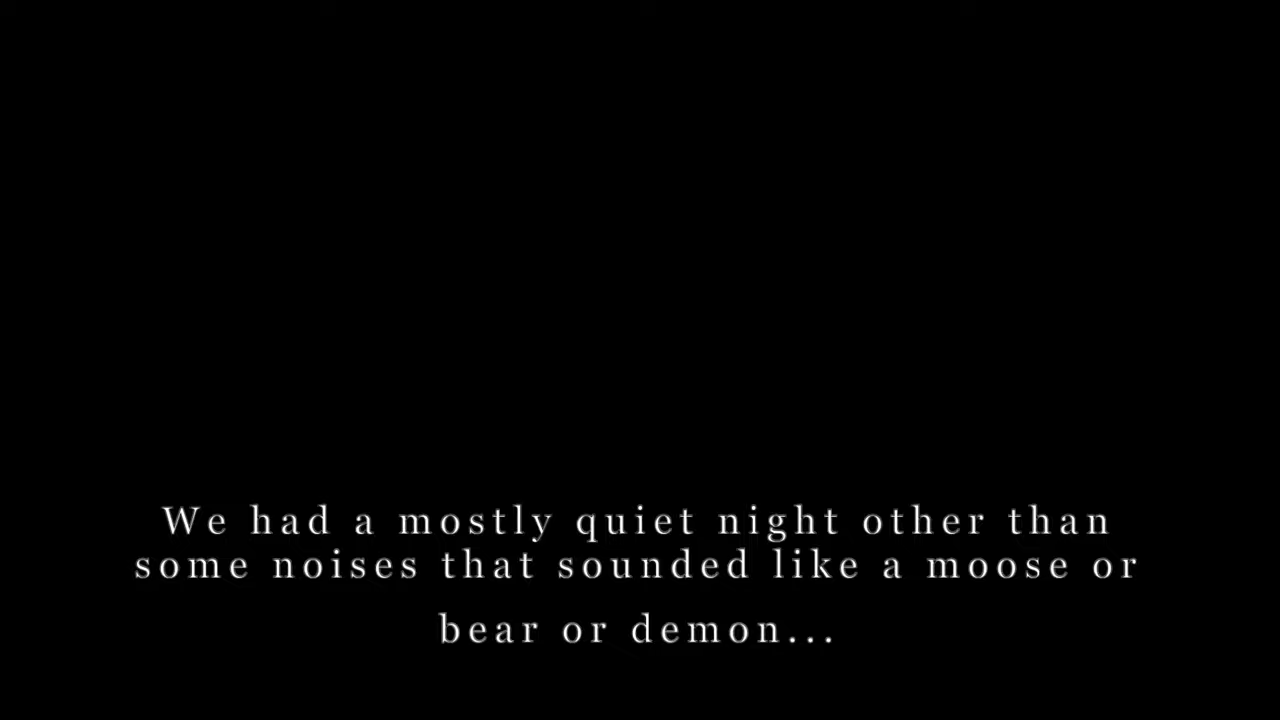 We had a mostly quiet night other than
some noises that sounded like a moose or
bear or demon...